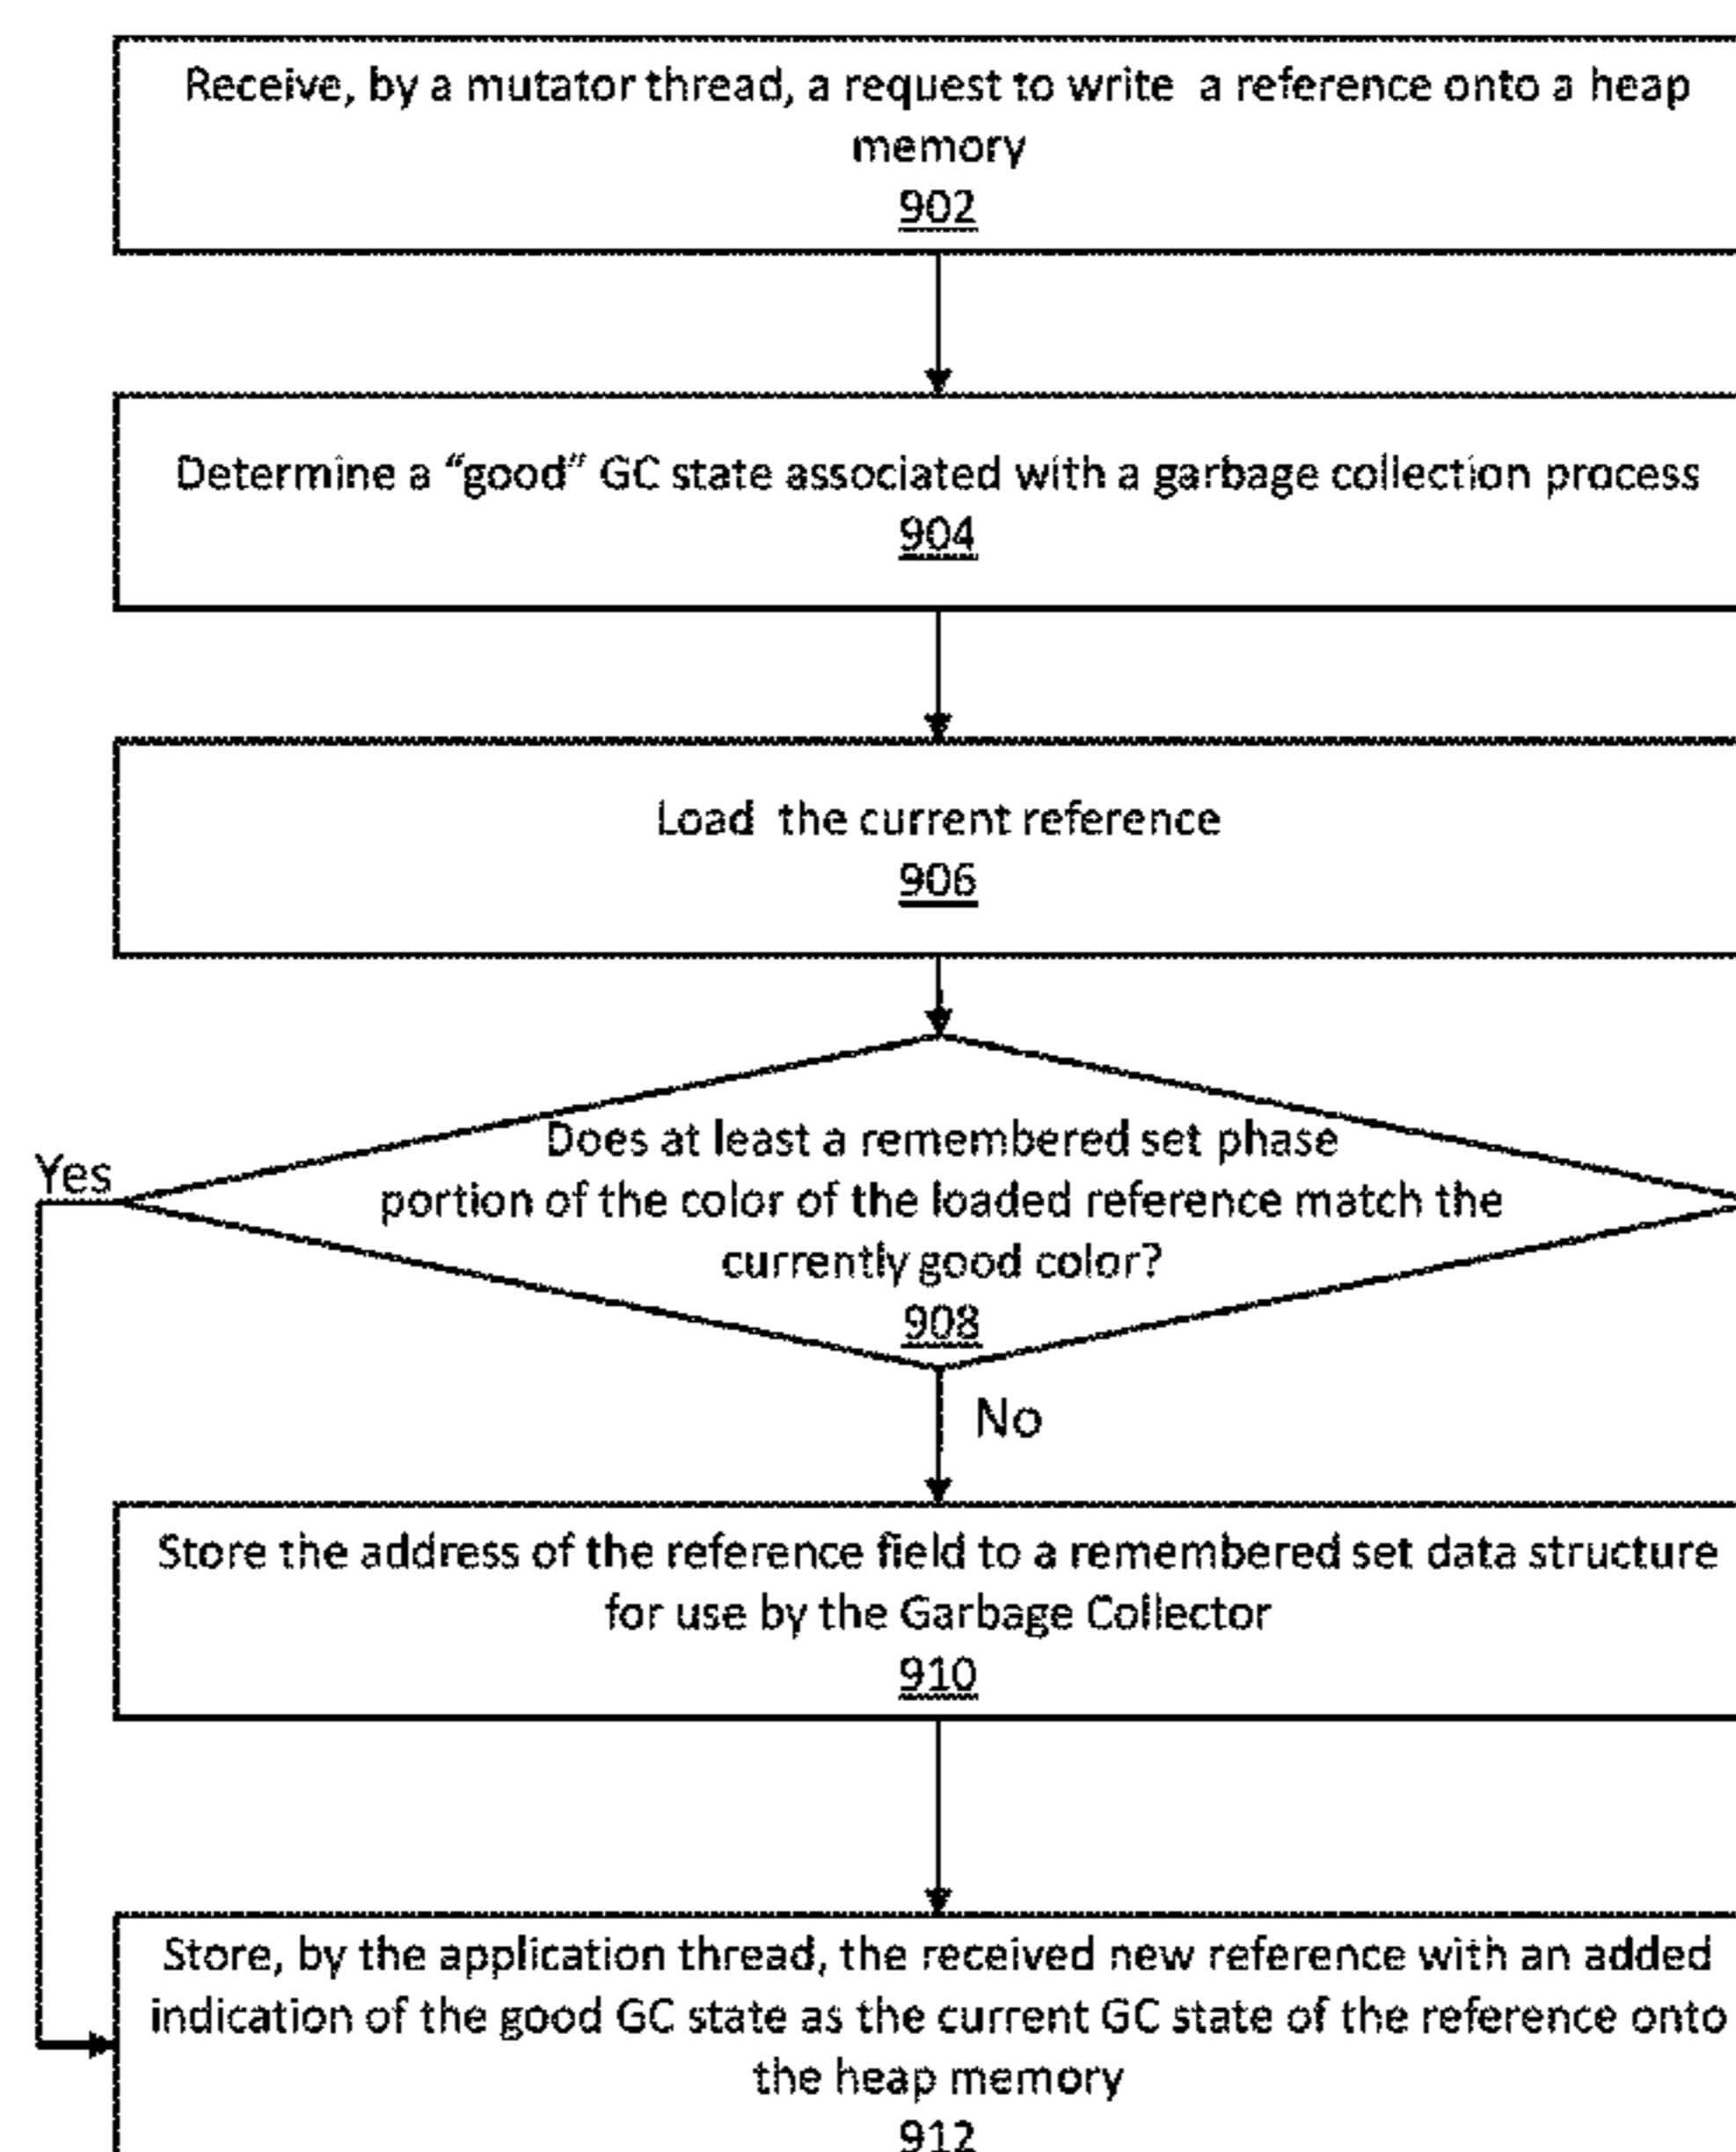 Receive, by a mutator thread, a request to write a reference onto a heap
memory
902
Determine a “good” GC state associated with a garbage collection process
904
Load the current reference
906
Does at least a remembered set phase
Yes
portion of the color of the loaded reference match the
currently good color?
908
No
Store the address of the reference field to a remembered set data structure
for use by the Garbage Collector
910
Store, by the application thread, the received new reference with an added
indication of the good GC state as the current GC state of the reference onto
the heap memory
912